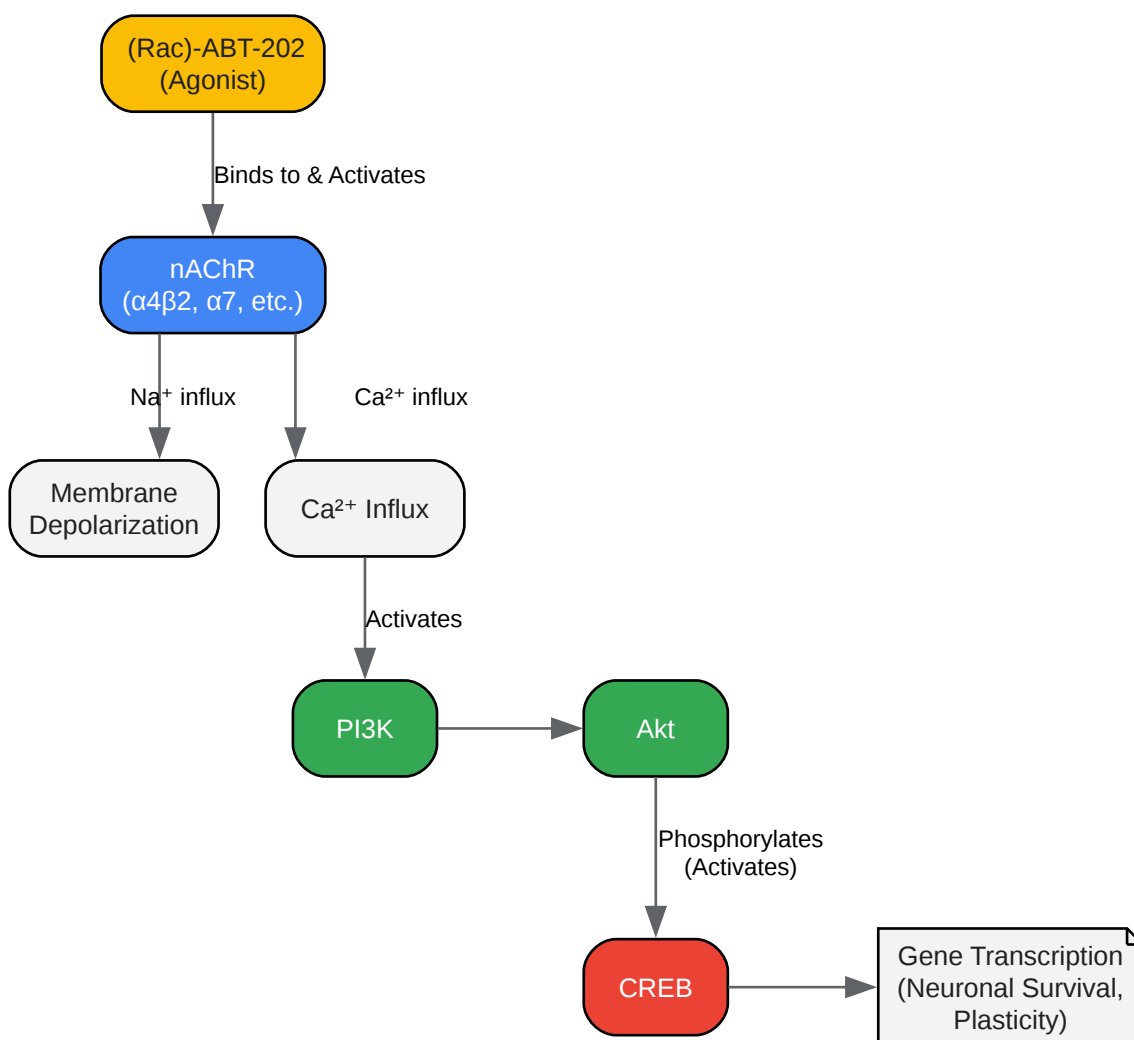 (Rac)-ABT-202
(Agonist)
Binds to & Activates
nAChR
(α4β2, α7, etc.)
Na⁺ influx
Ca²⁺ influx
Membrane
Depolarization
Ca²⁺ Influx
Activates
PI3K
Akt
Phosphorylates
(Activates)
CREB
Gene Transcription
(Neuronal Survival,
Plasticity)